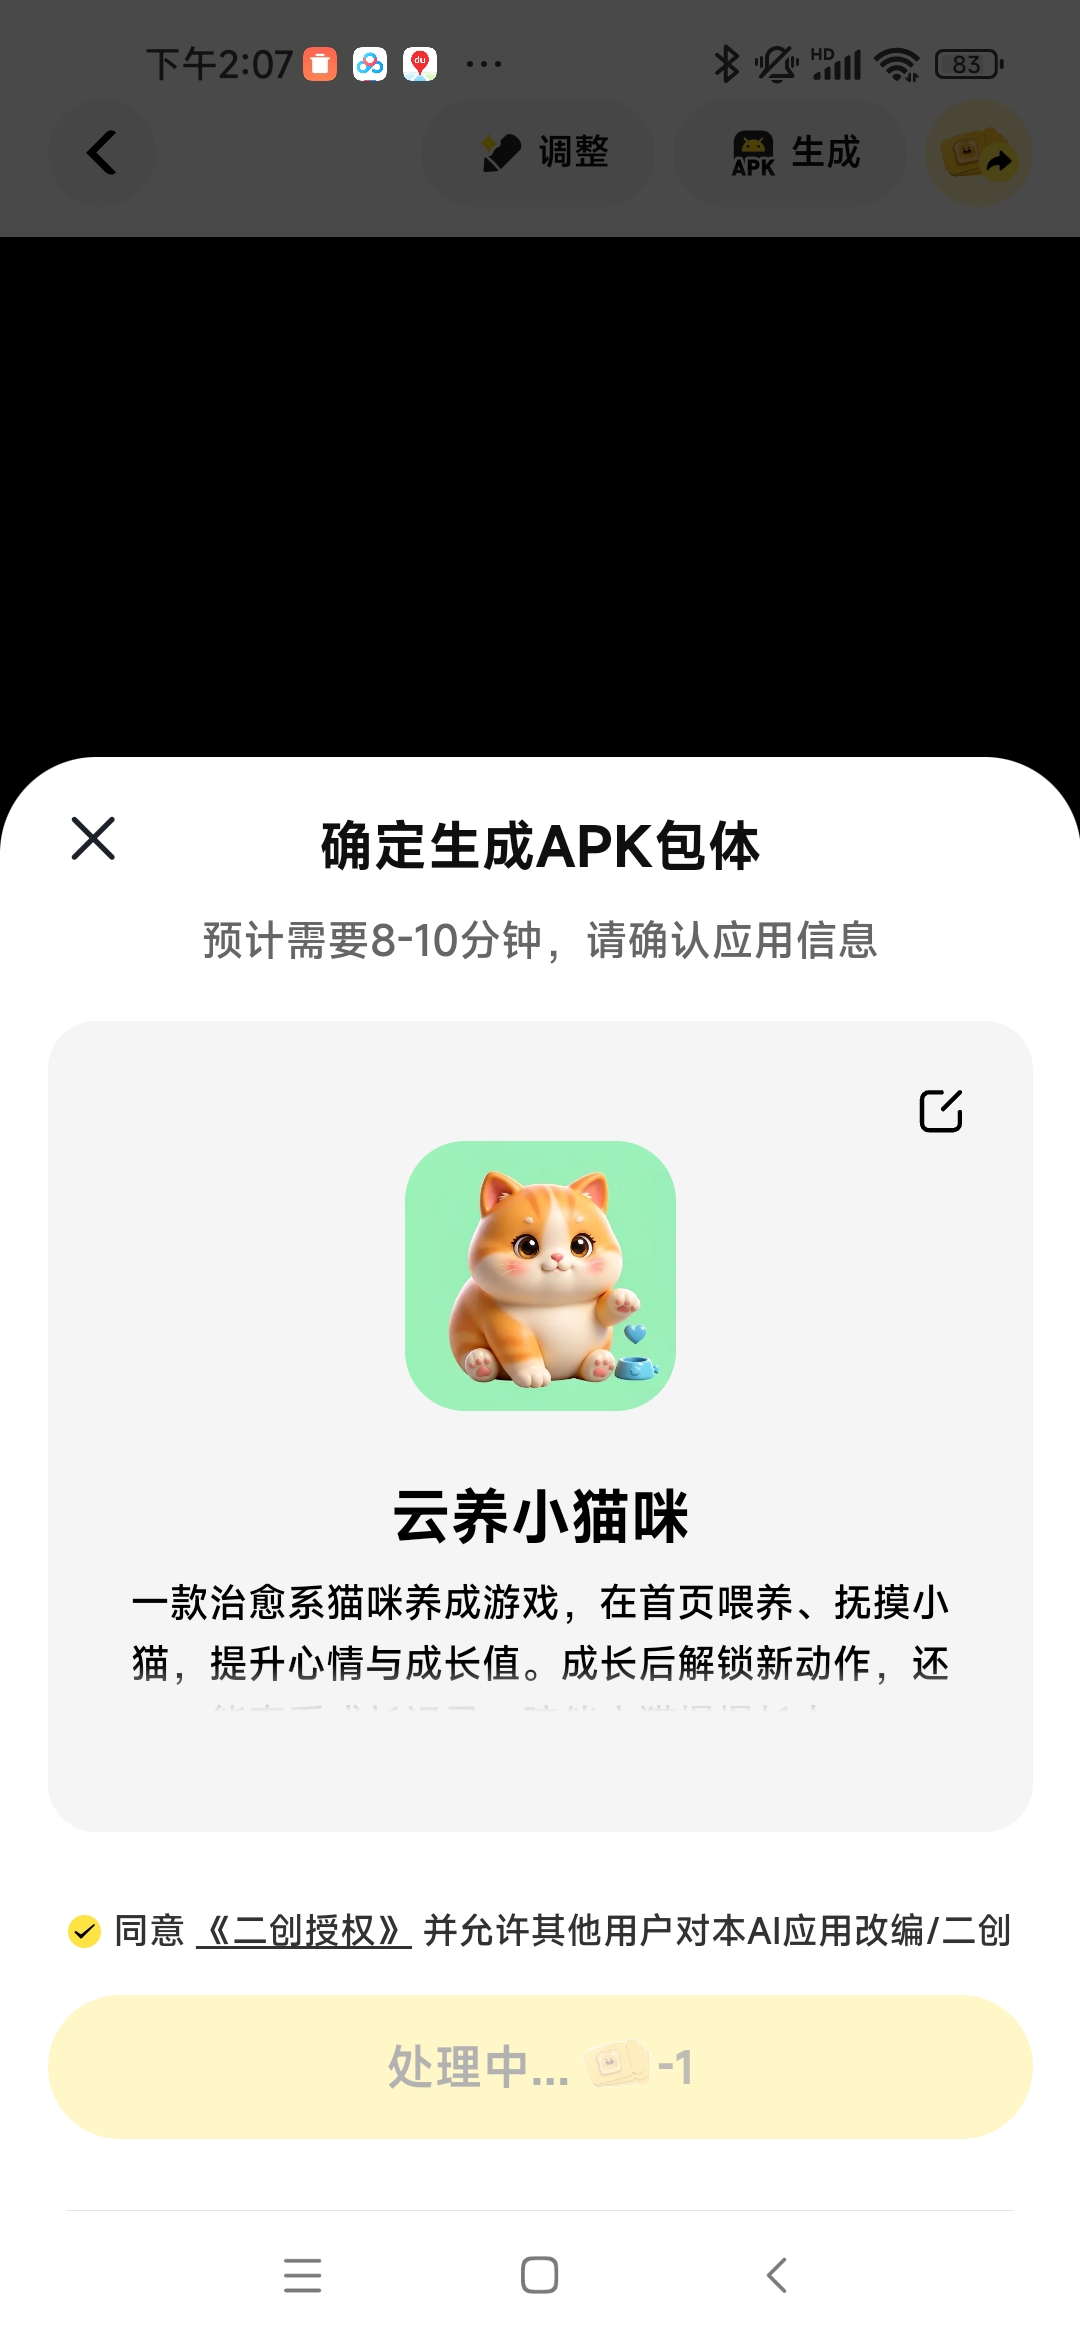 下午2:07
du
HD
83
调整
APK
生成
确定生成APK包体
预计需要8-10分钟，请确认应用信息
云养小猫咪
一款治愈系猫咪养成游戏，在首页喂养、抚摸小
猫，提升心情与成长值。成长后解锁新动作，还
同意 《二创授权》 并允许其他用户对本AI应用改编/二创
处理中... -1